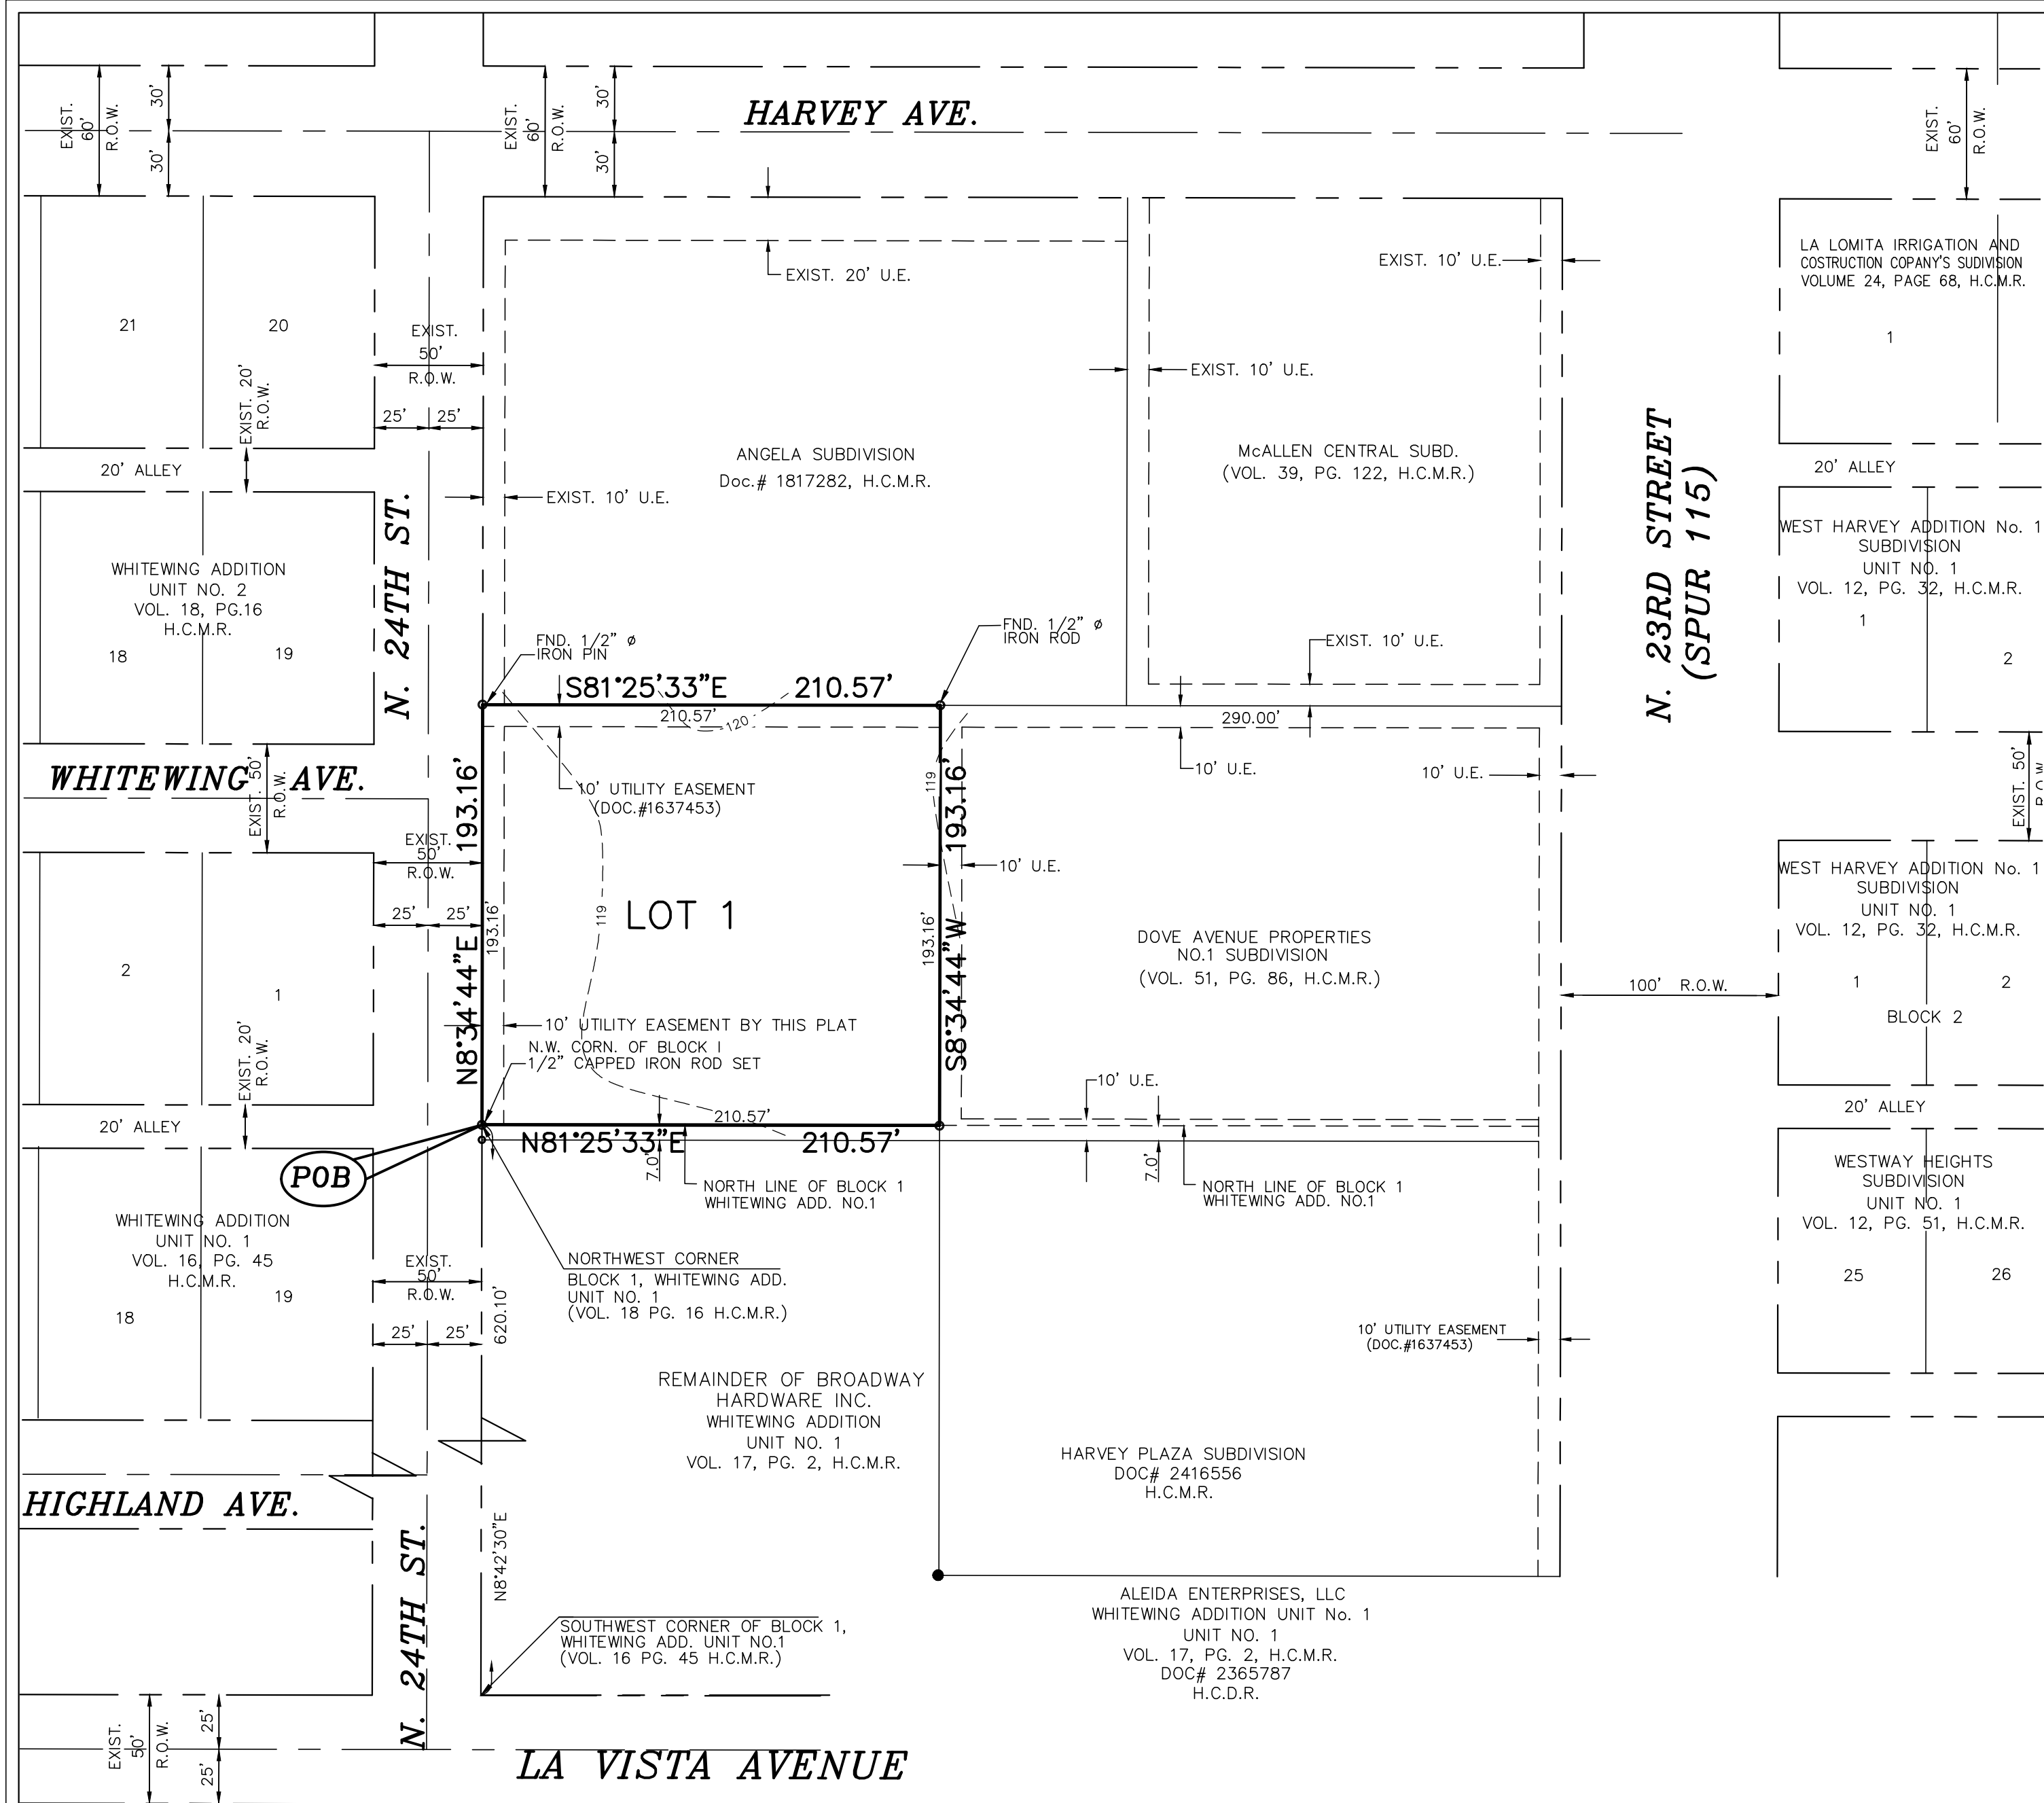 EXIST.
60'
R.O.W.
30'
30'
EXIST.
60'
R.O.W.
30'
30'
HARVEY AVE.
EXIST.
60'
R.O.W.
21
20
EXIST. 20'
R.O.W.
20' ALLEY
EXIST.
50'
R.O.W.
25'
25'
EXIST. 20' U.E.
EXIST. 10' U.E.
EXIST. 10' U.E.
ANGELA SUBDIVISION
Doc.# 1817282, H.C.M.R.
EXIST. 10' U.E.
McALLEN CENTRAL SUBD.
(VOL. 39, PG. 122, H.C.M.R.)
EXIST. 10' U.E.
N. 23RD STREET
(SPUR 115)
LA LOMITA IRRIGATION AND
COSTRUCTION COPANY'S SUDIVISION
VOLUME 24, PAGE 68, H.C.M.R.
1
20' ALLEY
WEST HARVEY ADDITION No. 1
SUBDIVISION
UNIT NO. 1
VOL. 12, PG. 32, H.C.M.R.
1
2
WHITEWING ADDITION
UNIT NO. 2
VOL. 18, PG.16
H.C.M.R.
18
19
N. 24TH ST.
FND. 1/2" ø
IRON PIN
FND. 1/2" ø
IRON ROD
S81°25'33"E 210.57'
210.57'
120
290.00'
WHITEWING AVE.
EXIST. 50'
R.O.W.
EXIST.
50'
R.O.W.
25'
25'
N8°34'44"E 193.16'
193.16'
10' UTILITY EASEMENT
(DOC.#1637453)
119
LOT 1
119
S8°34'44"W 193.16'
193.16'
10' U.E.
10' U.E.
10' U.E.
DOVE AVENUE PROPERTIES
NO.1 SUBDIVISION
(VOL. 51, PG. 86, H.C.M.R.)
100' R.O.W.
EXIST. 50'
R.O.W.
WEST HARVEY ADDITION No. 1
SUBDIVISION
UNIT NO. 1
VOL. 12, PG. 32, H.C.M.R.
1
2
BLOCK 2
2
1
EXIST. 20'
R.O.W.
20' ALLEY
10' UTILITY EASEMENT BY THIS PLAT
N.W. CORN. OF BLOCK I
1/2" CAPPED IRON ROD SET
210.57'
N81°25'33"E 210.57'
POB
7.0'
NORTH LINE OF BLOCK 1
WHITEWING ADD. NO.1
10' U.E.
7.0'
NORTH LINE OF BLOCK 1
WHITEWING ADD. NO.1
20' ALLEY
WESTWAY HEIGHTS
SUBDIVISION
UNIT NO. 1
VOL. 12, PG. 51, H.C.M.R.
25
26
WHITEWING ADDITION
UNIT NO. 1
VOL. 16, PG. 45
H.C.M.R.
18
19
EXIST.
50'
R.O.W.
25'
25'
620.10'
NORTHWEST CORNER
BLOCK 1, WHITEWING ADD.
UNIT NO. 1
(VOL. 18 PG. 16 H.C.M.R.)
10' UTILITY EASEMENT
(DOC.#1637453)
REMAINDER OF BROADWAY
HARDWARE INC.
WHITEWING ADDITION
UNIT NO. 1
VOL. 17, PG. 2, H.C.M.R.
HARVEY PLAZA SUBDIVISION
DOC# 2416556
H.C.M.R.
HIGHLAND AVE.
N. 24TH ST.
N8°42'30"E
SOUTHWEST CORNER OF BLOCK 1,
WHITEWING ADD. UNIT NO.1
(VOL. 16 PG. 45 H.C.M.R.)
ALEIDA ENTERPRISES, LLC
WHITEWING ADDITION UNIT No. 1
UNIT NO. 1
VOL. 17, PG. 2, H.C.M.R.
DOC# 2365787
H.C.D.R.
EXIST.
50'
R.O.W.
25'
25'
LA VISTA AVENUE